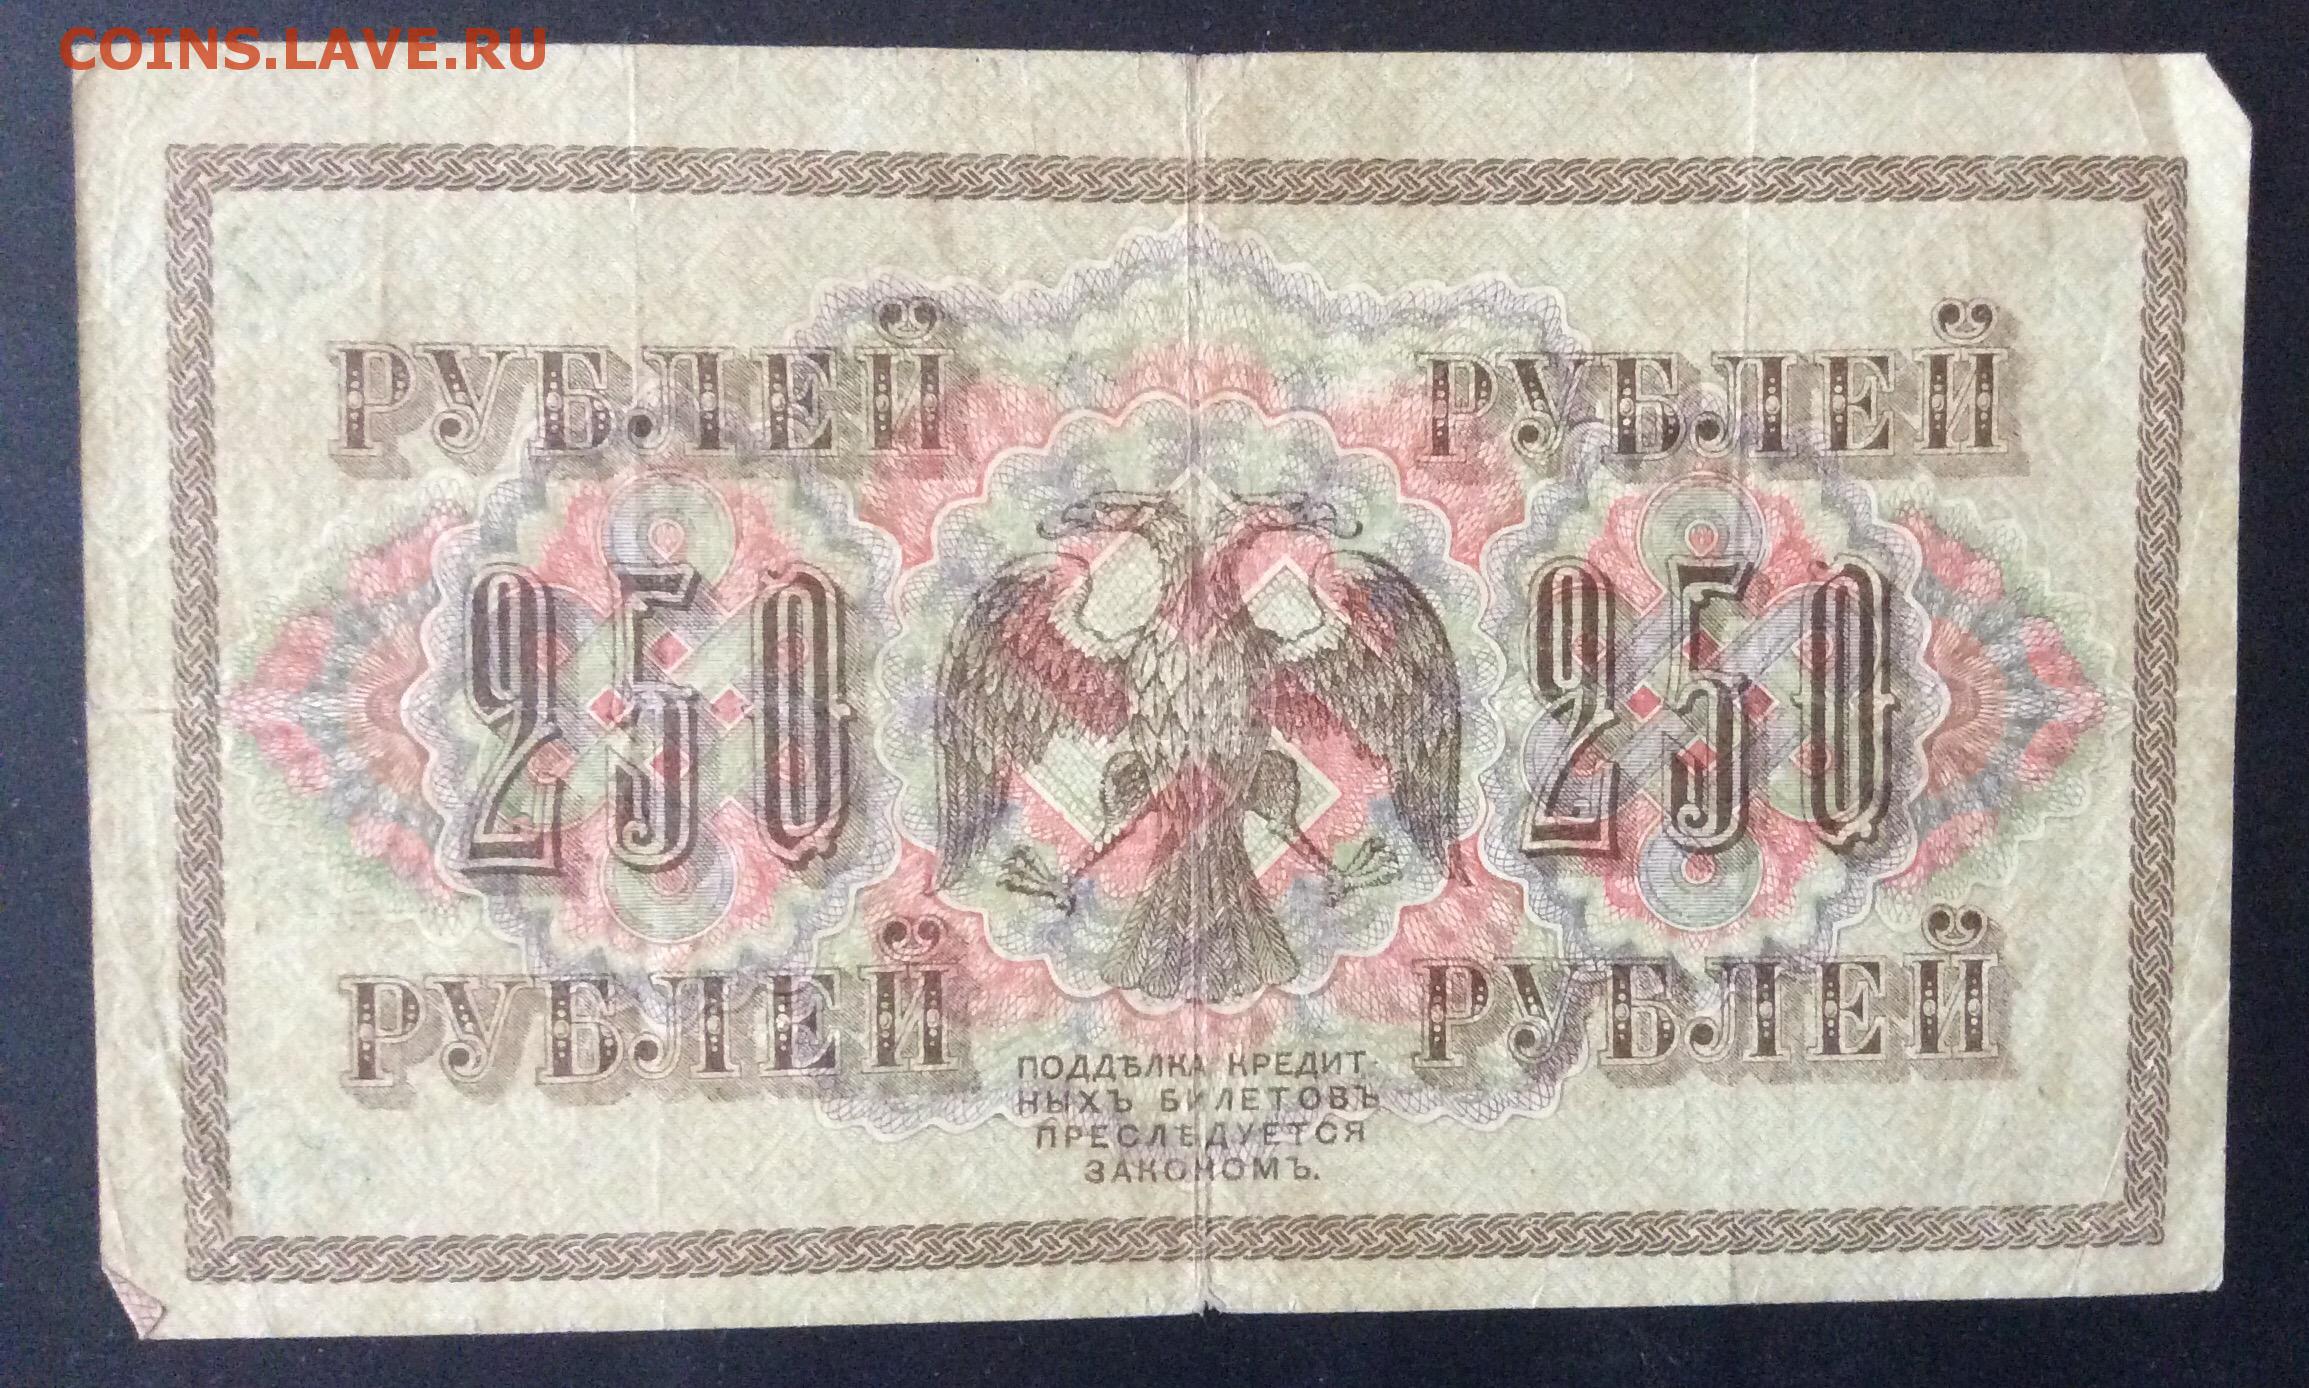 COINS.LAVE.RU
РУБЛЕЙ РУБЛЕЙ
250 250
РУБЛЕЙ РУБЛЕЙ
ПОДДѢЛКА КРЕДИТ-
НЫХЪ БИЛЕТОВЪ
ПРЕСЛѢДУЕТСЯ
ЗАКОНОМЪ.